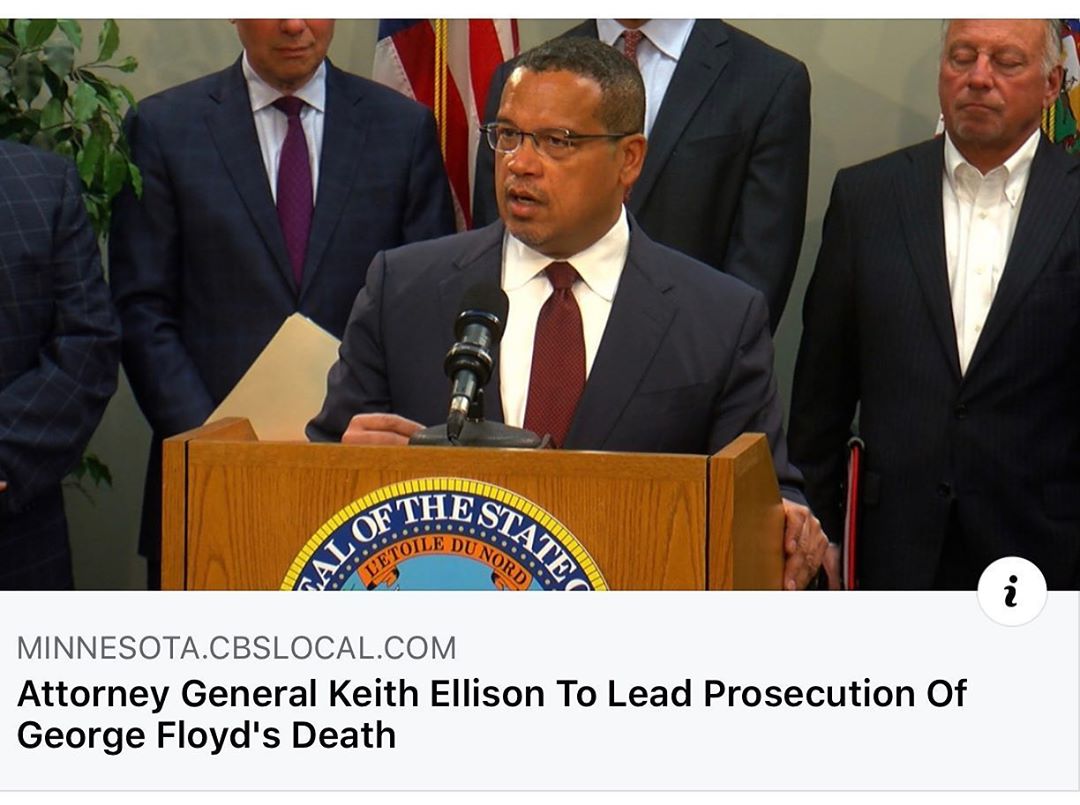 EAL OF THE STATE O
L'ETOILE DU NORD
i
MINNESOTA.CBSLOCAL.COM
Attorney General Keith Ellison To Lead Prosecution Of
George Floyd's Death